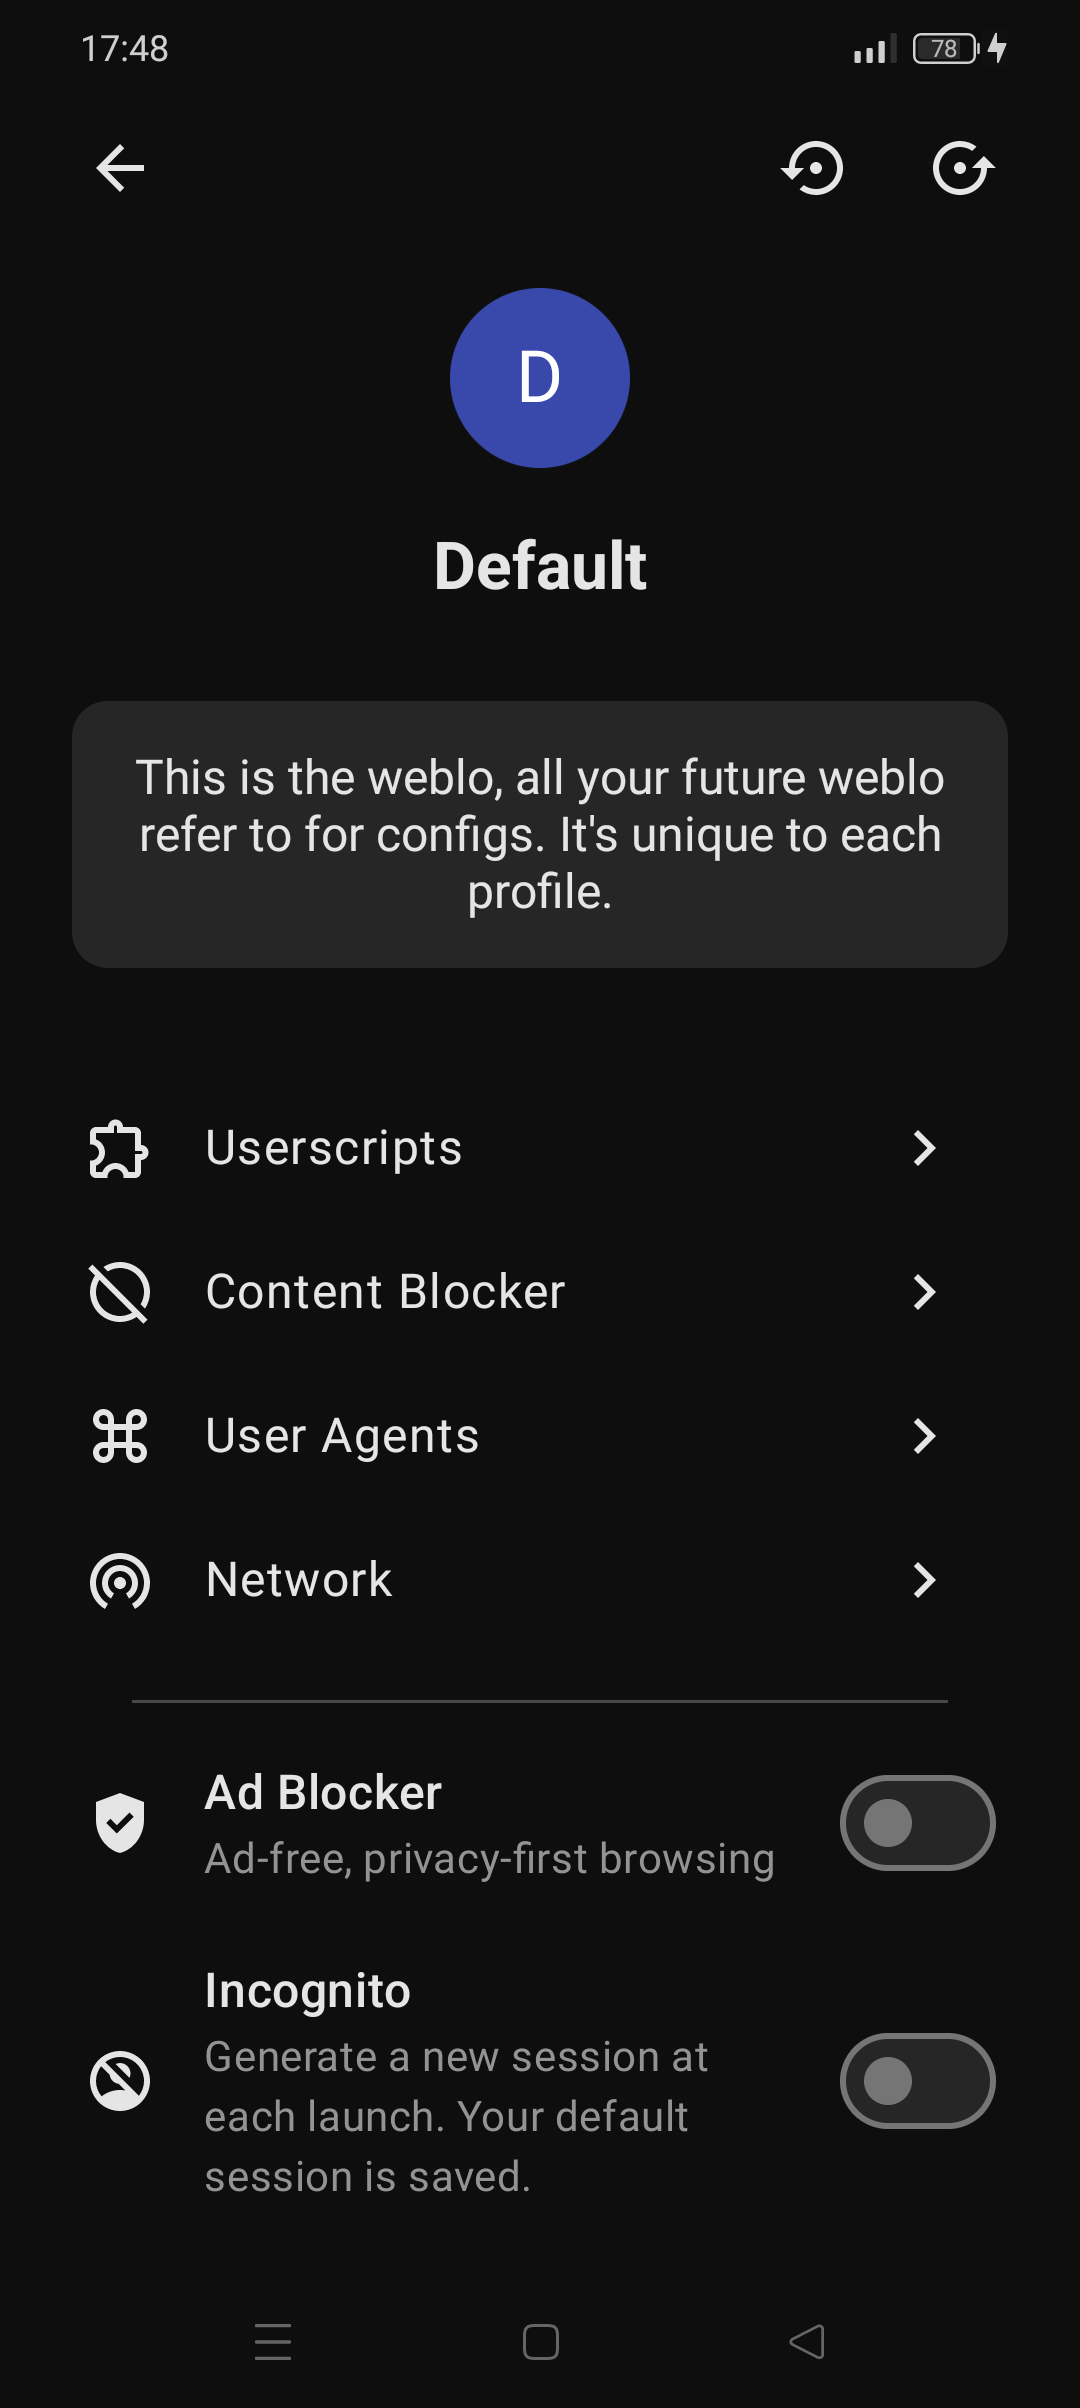 17:48
78
D
Default
This is the weblo, all your future weblo
refer to for configs. It's unique to each
profile.
Userscripts
Content Blocker
User Agents
Network
Ad Blocker
Ad-free, privacy-first browsing
Incognito
Generate a new session at
each launch. Your default
session is saved.